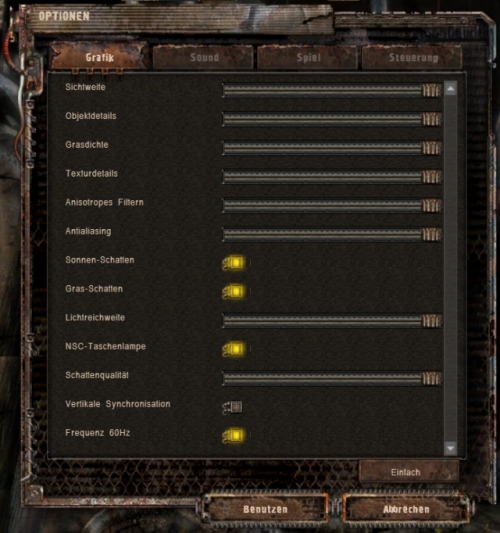 OPTIONEN
Grafik Sound Spiel Steuerung
Sichtweite
Objektdetails
Grasdichte
Texturdetails
Anisotropes Filtern
Antialiasing
Sonnen-Schatten
Gras-Schatten
Lichtreichweite
NSC-Taschenlampe
Schattenqualität
Vertikale Synchronisation
Frequenz 60Hz
Einfach
Benutzen Abbrechen